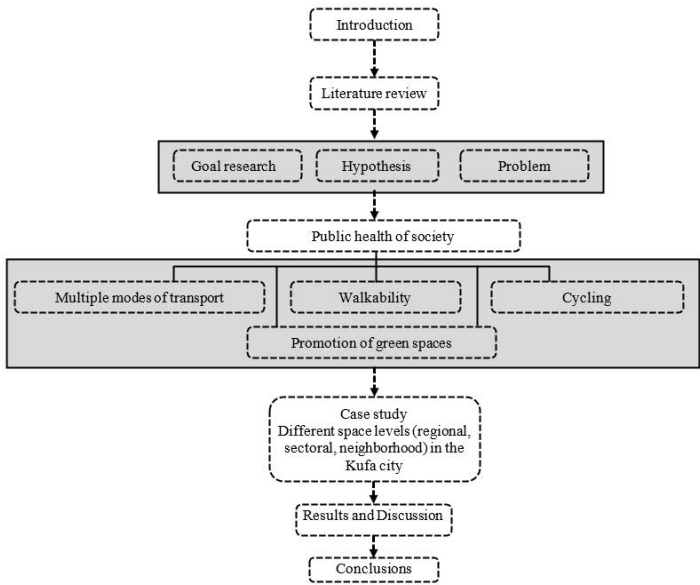 Introduction
Literature review
Goal research
Hypothesis
Problem
Public health of society
Multiple modes of transport
Walkability
Cycling
Promotion of green spaces
Case study
Different space levels (regional,
sectoral, neighborhood) in the
Kufa city
Results and Discussion
Conclusions